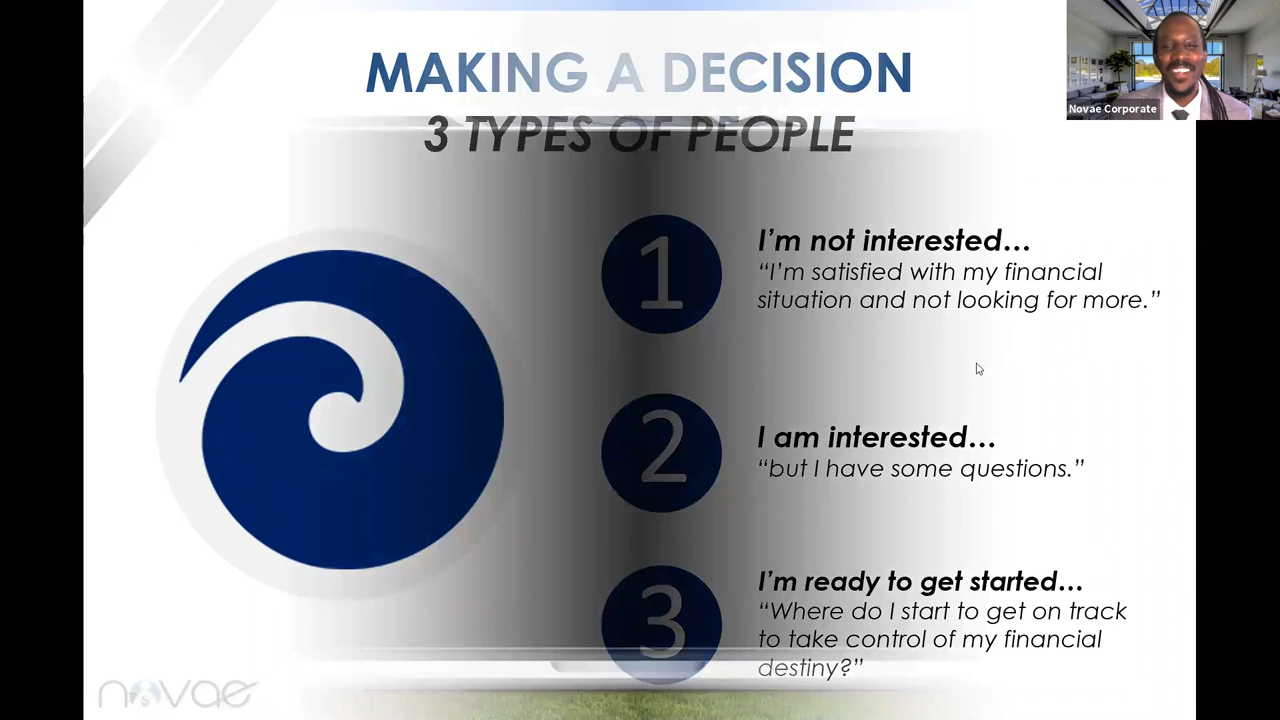 MAKING A DECISION
3 TYPES OF PEOPLE
Novae Corporate
1
I'm not interested…
"I'm satisfied with my financial
situation and not looking for more."
2
I am interested…
"but I have some questions."
3
I'm ready to get started…
"Where do I start to get on track
to take control of my financial
destiny?"
novae